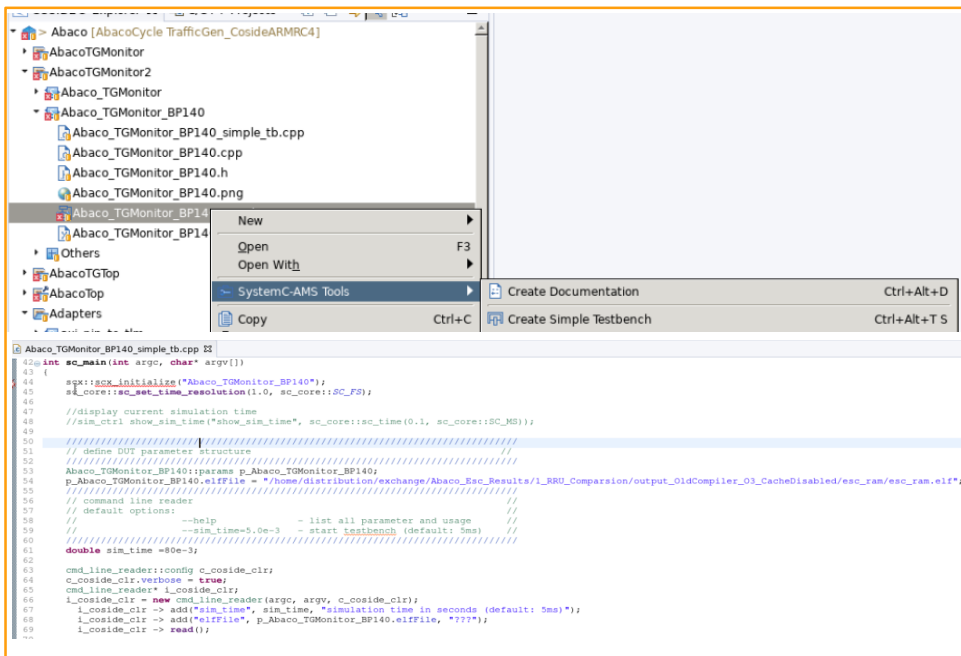 > Abaco [AbacoCycle TrafficGen_CosideARMRC4]
AbacoTGMonitor
AbacoTGMonitor2
Abaco_TGMonitor
Abaco_TGMonitor_BP140
Abaco_TGMonitor_BP140_simple_tb.cpp
Abaco_TGMonitor_BP140.cpp
Abaco_TGMonitor_BP140.h
Abaco_TGMonitor_BP140.png
Abaco_TGMonitor_BP14
Abaco_TGMonitor_BP14
Others
AbacoTGTop
AbacoTop
Adapters
New
Open F3
Open With
SystemC-AMS Tools
Copy Ctrl+C
Create Documentation Ctrl+Alt+D
Create Simple Testbench Ctrl+Alt+T S
Abaco_TGMonitor_BP140_simple_tb.cpp
42 int sc_main(int argc, char* argv[])
43 {
44 scx::scx_initialize("Abaco_TGMonitor_BP140");
45 sc_core::sc_set_time_resolution(1.0, sc_core::SC_FS);
46
47 //display current simulation time
48 //sim_ctrl show_sim_time("show_sim_time", sc_core::sc_time(0.1, sc_core::SC_MS));
49
50 //////////////////////////////////////////////////////////////////////////////
51 // define DUT parameter structure //
52 //////////////////////////////////////////////////////////////////////////////
53 Abaco_TGMonitor_BP140::params p_Abaco_TGMonitor_BP140;
54 p_Abaco_TGMonitor_BP140.elfFile = "/home/distribution/exchange/Abaco_Esc_Results/1_RRU_Comparsion/output_OldCompiler_O3_CacheDisabled/esc_ram/esc_ram.elf";
55 //////////////////////////////////////////////////////////////////////////////
56 // command line reader //
57 // default options: //
58 // --help - list all parameter and usage //
59 // --sim_time=5.0e-3 - start testbench (default: 5ms) //
60 //////////////////////////////////////////////////////////////////////////////
61 double sim_time =80e-3;
62
63 cmd_line_reader::config c_coside_clr;
64 c_coside_clr.verbose = true;
65 cmd_line_reader* i_coside_clr;
66 i_coside_clr = new cmd_line_reader(argc, argv, c_coside_clr);
67 i_coside_clr -> add("sim_time", sim_time, "simulation time in seconds (default: 5ms)");
68 i_coside_clr -> add("elfFile", p_Abaco_TGMonitor_BP140.elfFile, "???");
69 i_coside_clr -> read();